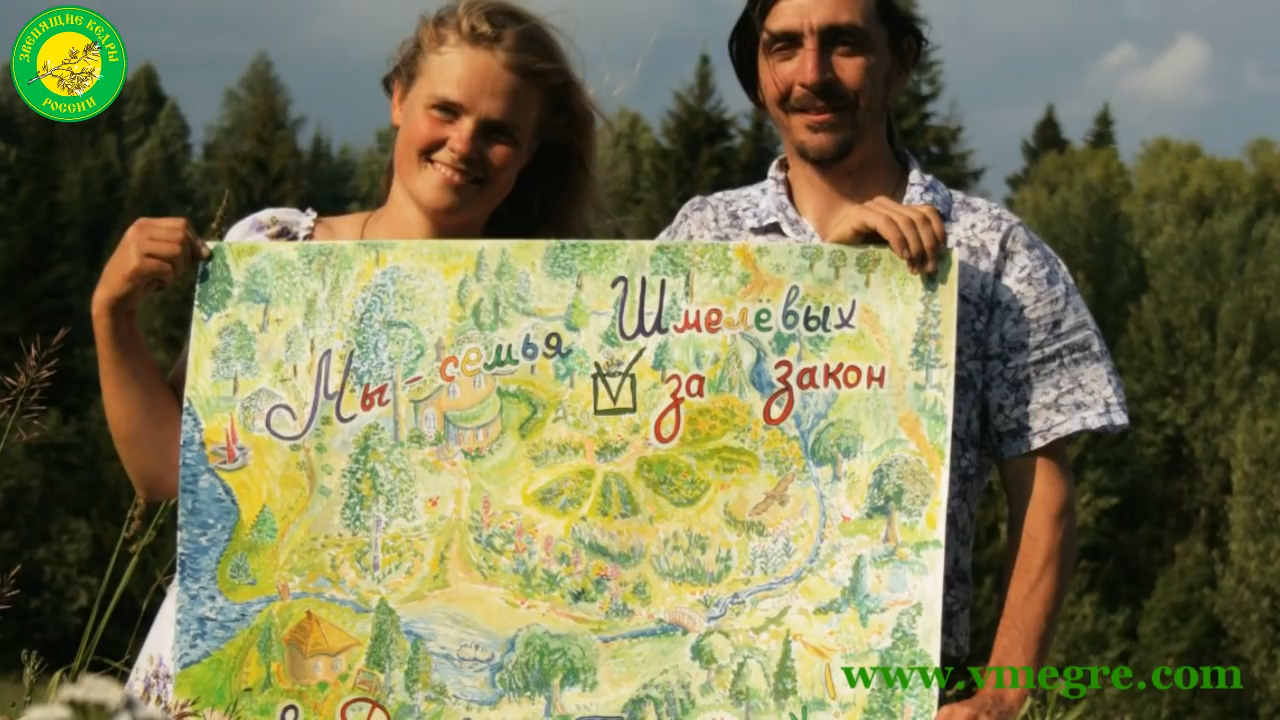 ЗВЕНЯЩИЕ КЕДРЫ
РОССИИ
Мы - семья Шмелёвых
за закон
www.vmegre.com